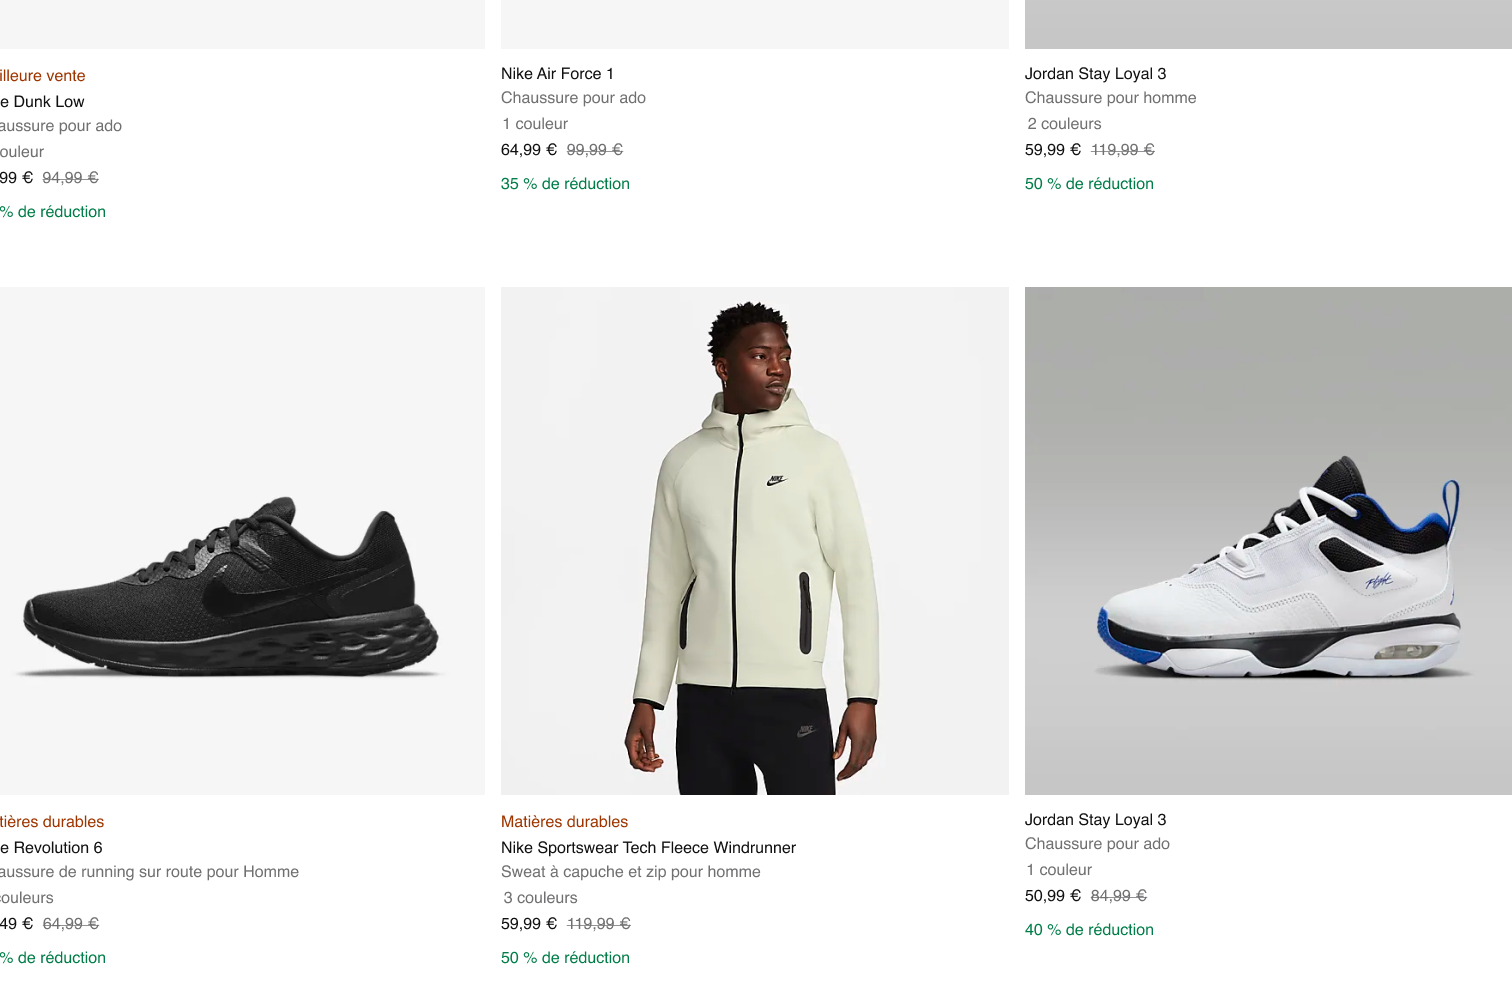 illeure vente
e Dunk Low
aussure pour ado
ouleur
99 € 94,99 €
% de réduction
Nike Air Force 1
Chaussure pour ado
1 couleur
64,99 € 99,99 €
35 % de réduction
Jordan Stay Loyal 3
Chaussure pour homme
2 couleurs
59,99 € 119,99 €
50 % de réduction
NIKE
NIKE
Flight
tières durables
e Revolution 6
aussure de running sur route pour Homme
couleurs
49 € 64,99 €
% de réduction
Matières durables
Nike Sportswear Tech Fleece Windrunner
Sweat à capuche et zip pour homme
3 couleurs
59,99 € 119,99 €
50 % de réduction
Jordan Stay Loyal 3
Chaussure pour ado
1 couleur
50,99 € 84,99 €
40 % de réduction